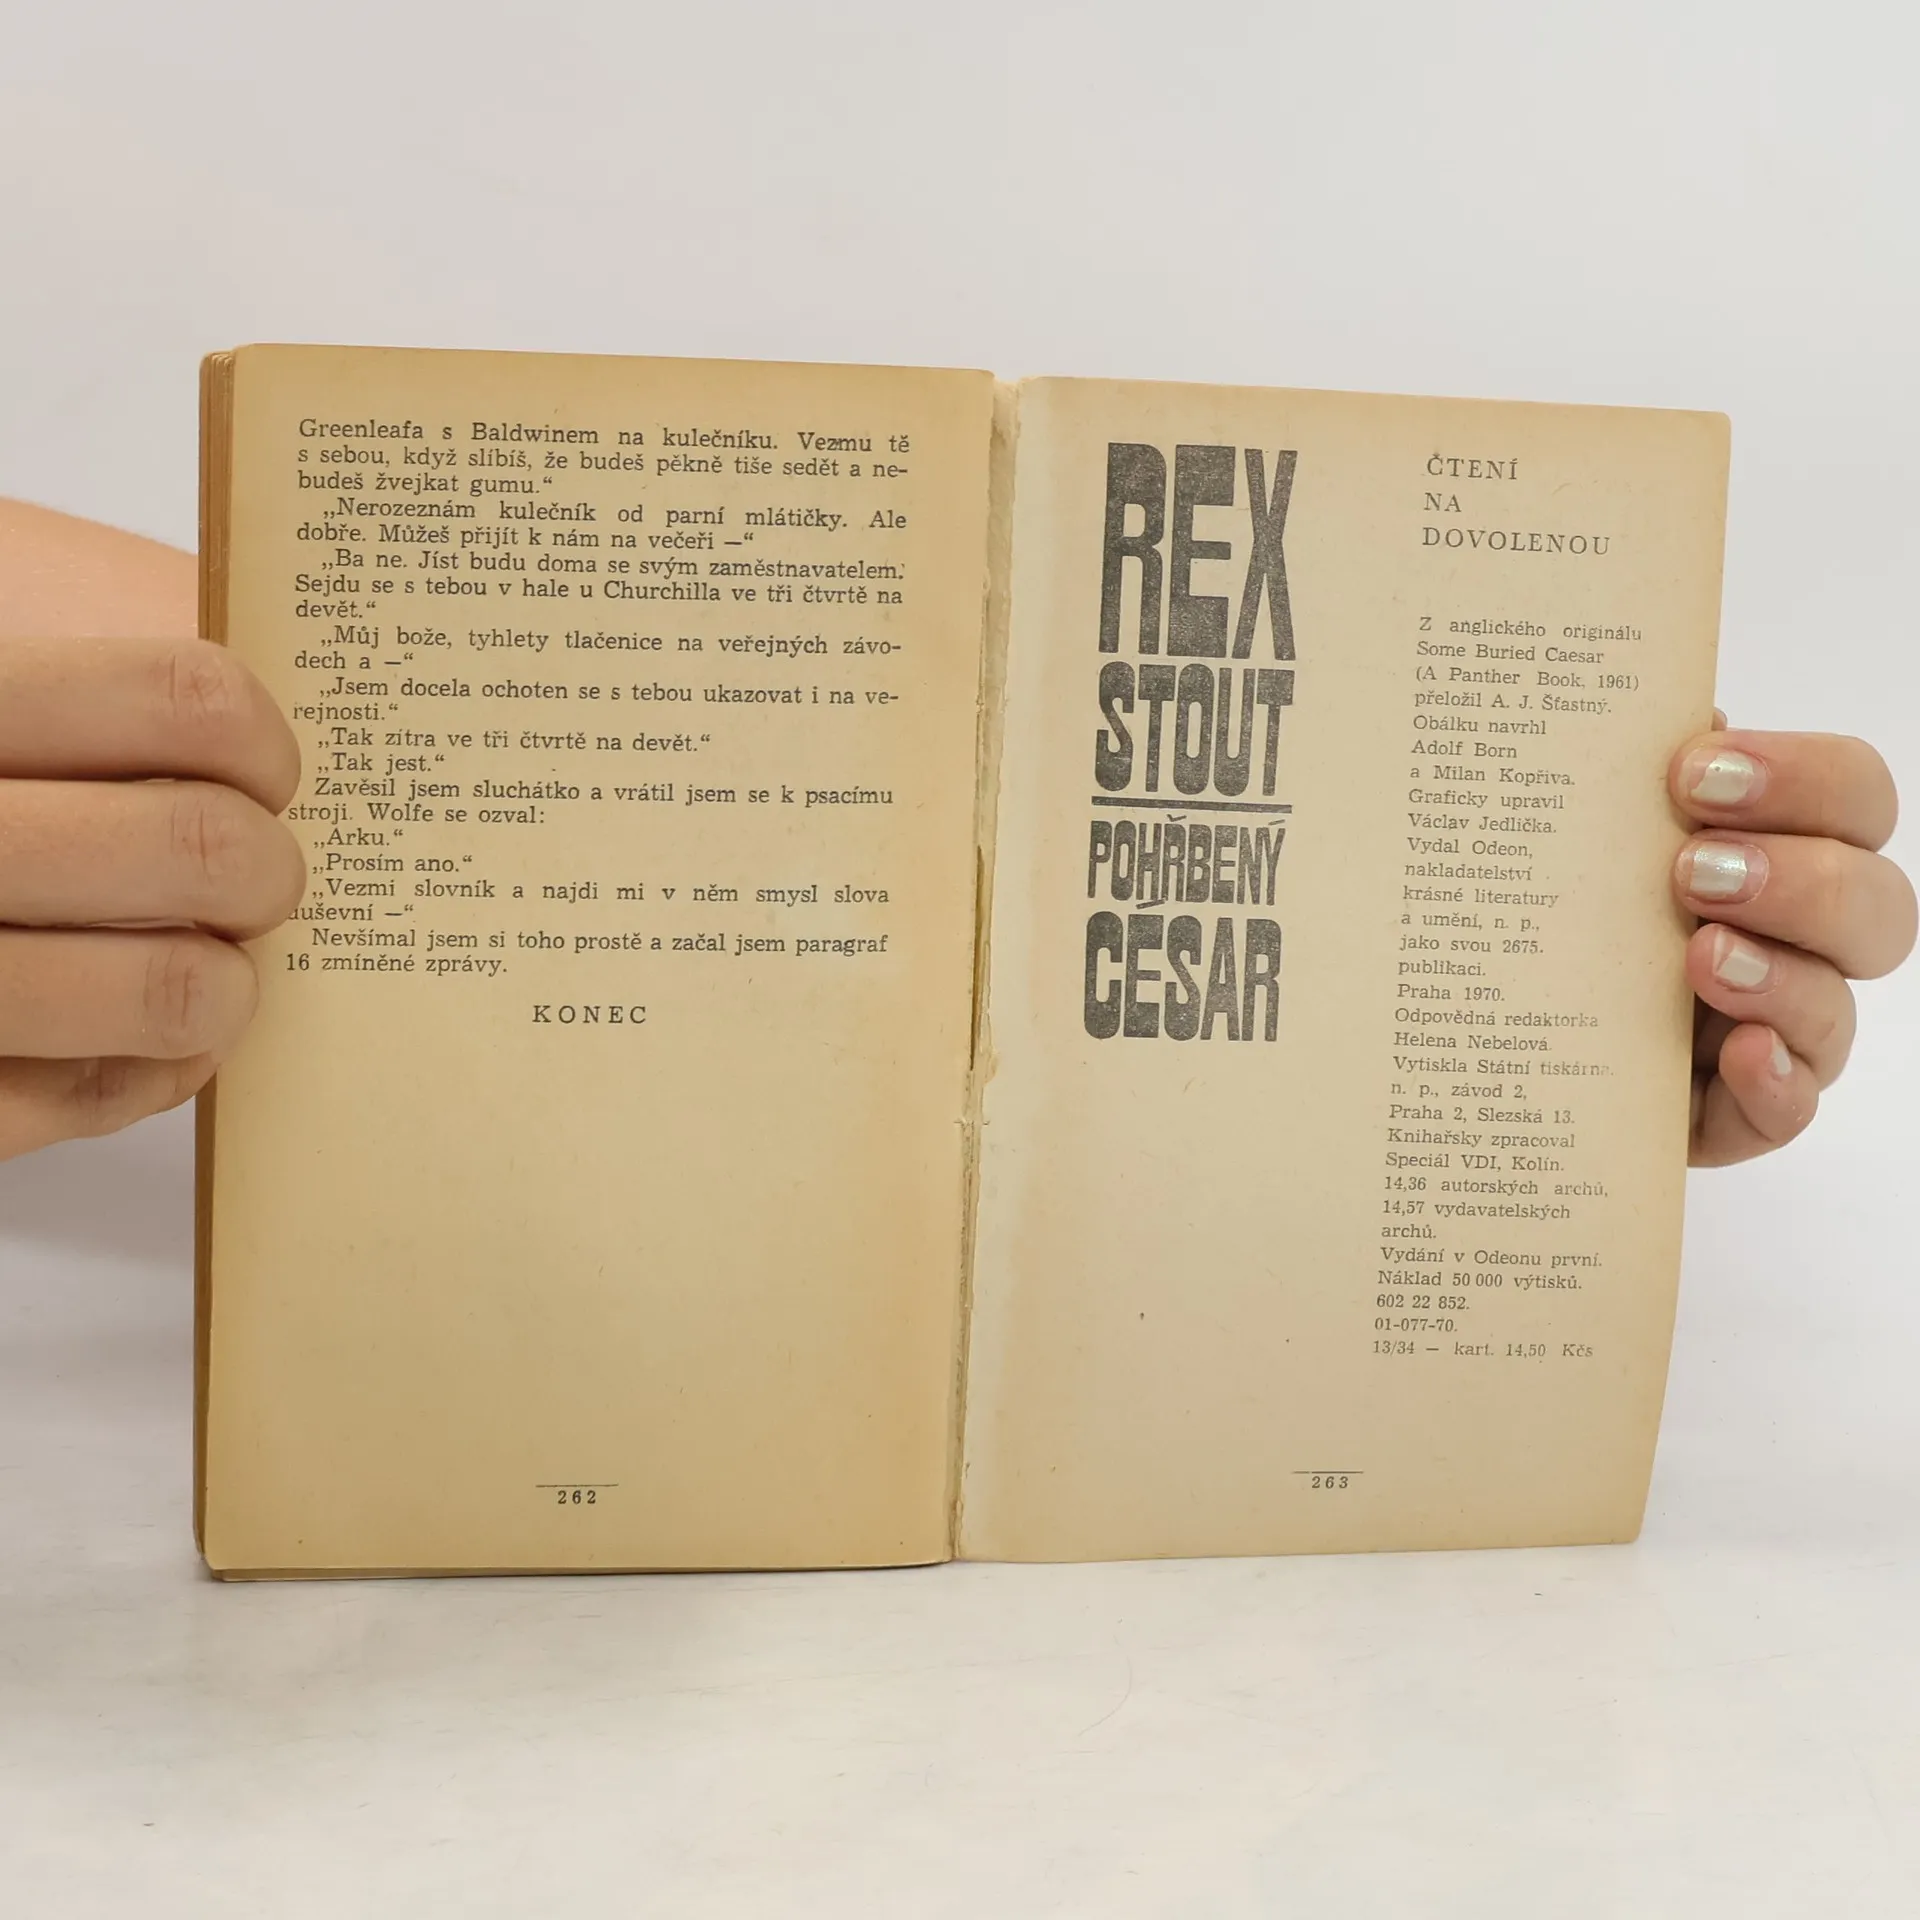 Greenleafa s Baldwinem na kulečníku. Vezmu tě
s sebou, když slíbíš, že budeš pěkně tiše sedět a ne-
budeš žvejkat gumu.“
„Nerozeznám kulečník od parní mlátičky. Ale
dobře. Můžeš přijít k nám na večeři —“
„Ba ne. Jíst budu doma se svým zaměstnavatelem.
Sejdu se s tebou v hale u Churchilla ve tři čtvrtě na
devět.“
„Můj bože, tyhlety tlačenice na veřejných závo-
dech a —“
„Jsem docela ochoten se s tebou ukazovat i na ve-
řejnosti.“
„Tak zítra ve tři čtvrtě na devět.“
„Tak jest.“
Zavěsil jsem sluchátko a vrátil jsem se k psacímu
stroji. Wolfe se ozval:
„Arku.“
„Prosím ano.“
„Vezmi slovník a najdi mi v něm smysl slova
duševní —“
Nevšímal jsem si toho prostě a začal jsem paragraf
16 zmíněné zprávy.
KONEC
262
REX
STOUT
POHŘBENÝ
CÉSAR
ČTENÍ
NA
DOVOLENOU
Z anglického originálu
Some Buried Caesar
(A Panther Book, 1961)
přeložil A. J. Šťastný.
Obálku navrhl
Adolf Born
a Milan Kopřiva.
Graficky upravil
Václav Jedlička.
Vydal Odeon,
nakladatelství
krásné literatury
a umění, n. p.,
jako svou 2675.
publikaci.
Praha 1970.
Odpovědná redaktorka
Helena Nebelová.
Vytiskla Státní tiskárna,
n. p., závod 2,
Praha 2, Slezská 13.
Knihařsky zpracoval
Speciál VDI, Kolín.
14,36 autorských archů,
14,57 vydavatelských
archů.
Vydání v Odeonu první.
Náklad 50 000 výtisků.
602 22 852.
01-077-70.
13/34 — kart. 14,50 Kčs
263